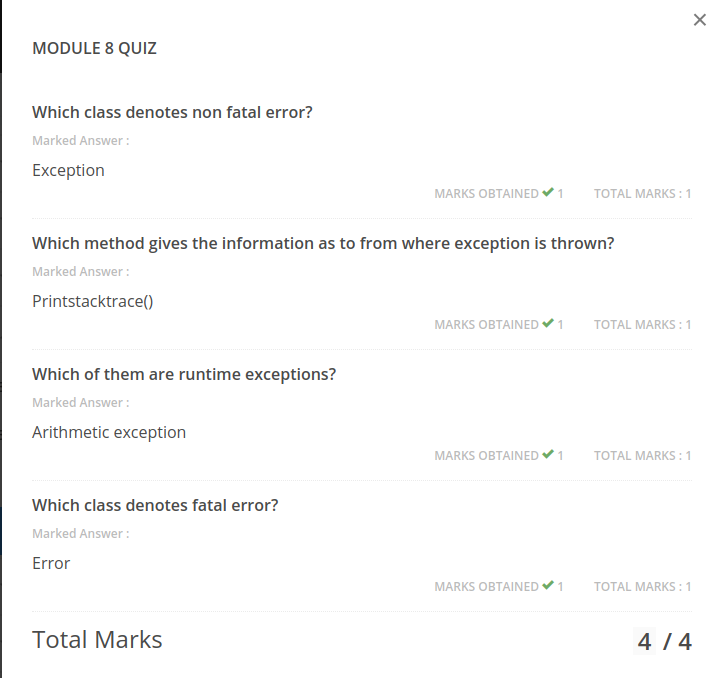 MODULE 8 QUIZ
Which class denotes non fatal error?
Marked Answer :
Exception
MARKS OBTAINED 1 TOTAL MARKS : 1
Which method gives the information as to from where exception is thrown?
Marked Answer :
Printstacktrace()
MARKS OBTAINED 1 TOTAL MARKS : 1
Which of them are runtime exceptions?
Marked Answer :
Arithmetic exception
MARKS OBTAINED 1 TOTAL MARKS : 1
Which class denotes fatal error?
Marked Answer :
Error
MARKS OBTAINED 1 TOTAL MARKS : 1
Total Marks 4 / 4